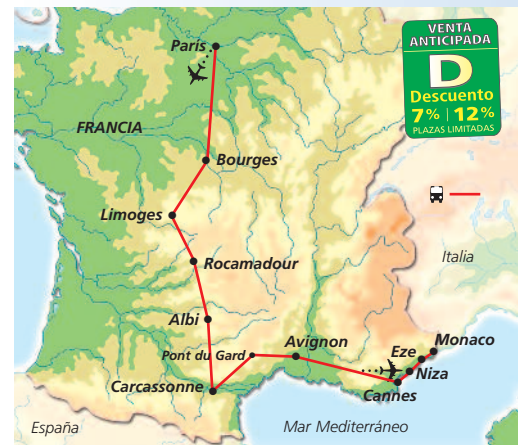 VENTA
ANTICIPADA
D
Descuento
7% | 12%
PLAZAS LIMITADAS
París
FRANCIA
Bourges
Limoges
Rocamadour
Italia
Albi
Avignon
Monaco
Pont du Gard
Eze
Niza
Carcassonne
Cannes
España
Mar Mediterráneo